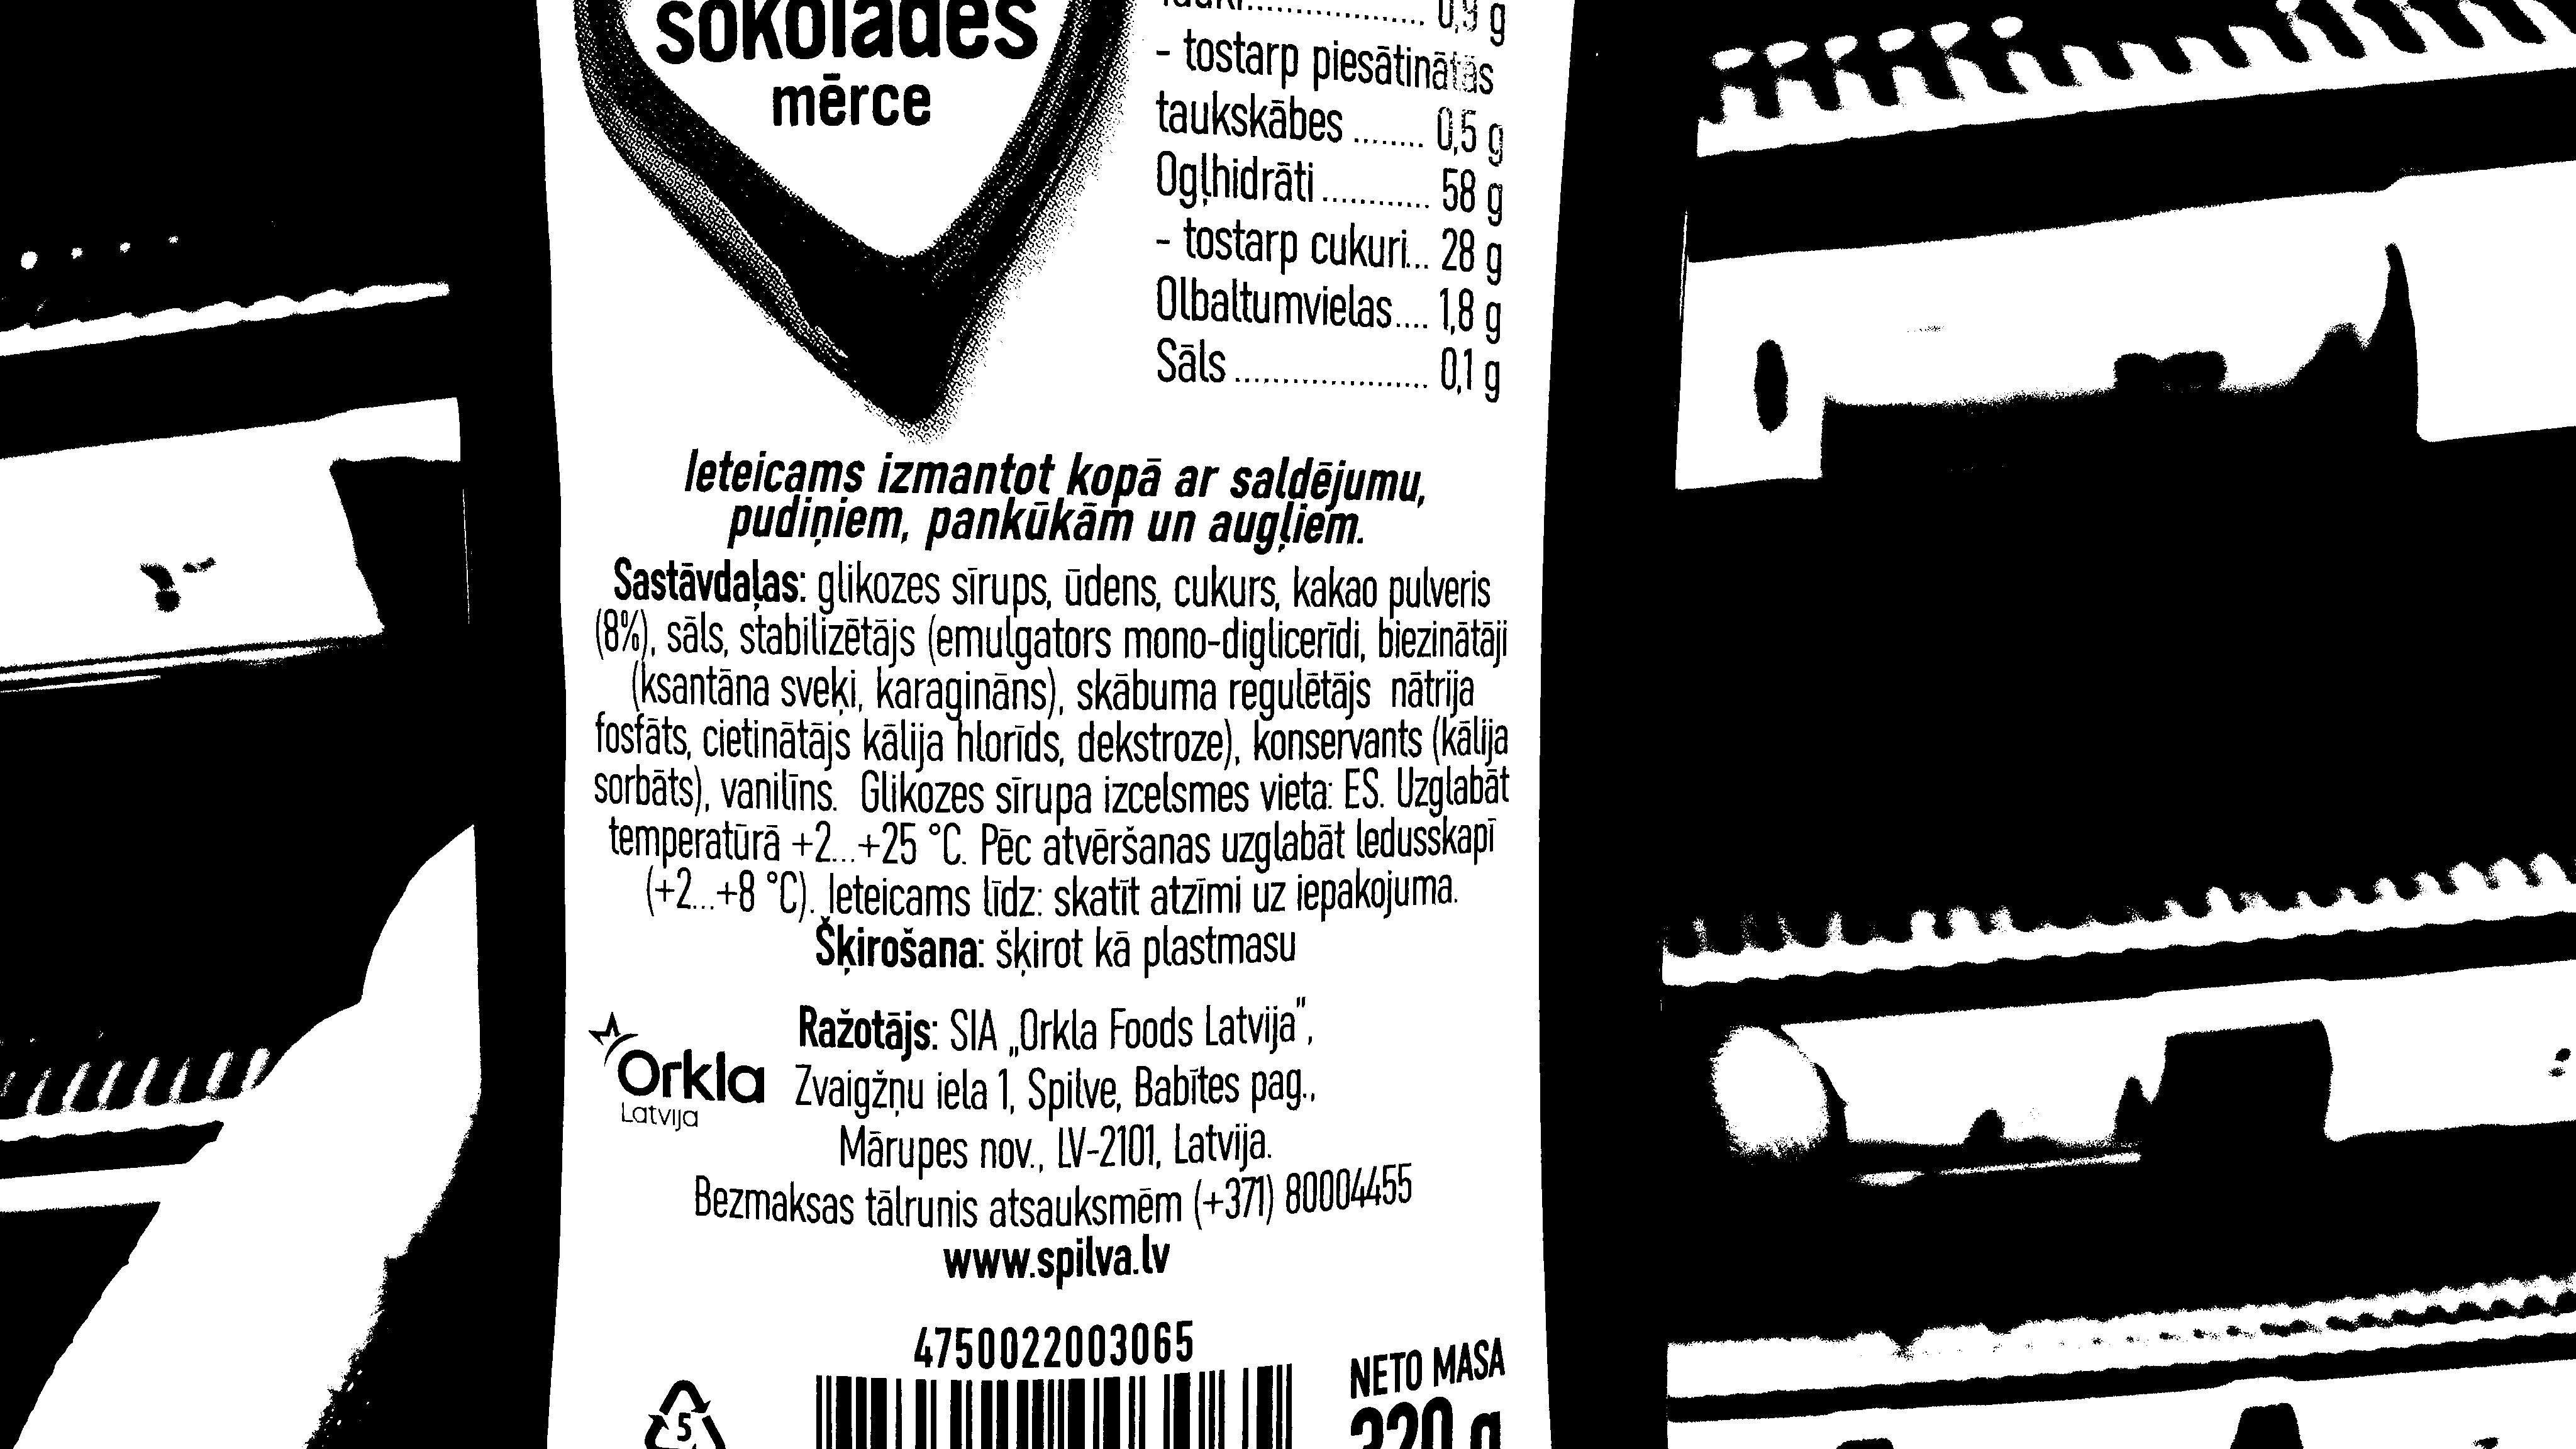 šokolādes
mērce
0,9 g
- tostarp piesātinātās
taukskābes ........ 0,5 g
Ogļhidrāti ............ 58 g
- tostarp cukuri... 28 g
Olbaltumvielas.... 1,8 g
Sāls ...................... 0,1 g
Ieteicams izmantot kopā ar saldējumu,
pudiņiem, pankūkām un augļiem.
Sastāvdaļas: glikozes sīrups, ūdens, cukurs, kakao pulveris
(8%), sāls, stabilizētājs (emulgators mono-diglicerīdi, biezinātāji
(ksantāna sveķi, karagināns), skābuma regulētājs nātrija
fosfāts, cietinātājs kālija hlorīds, dekstroze), konservants (kālija
sorbāts), vanilīns. Glikozes sīrupa izcelsmes vieta: ES. Uzglabāt
temperatūrā +2...+25 °C. Pēc atvēršanas uzglabāt ledusskapī
(+2...+8 °C). Ieteicams līdz: skatīt atzīmi uz iepakojuma.
Šķirošana: šķirot kā plastmasu
Ražotājs: SIA „Orkla Foods Latvija",
Zvaigžņu iela 1, Spilve, Babītes pag.,
Mārupes nov., LV-2101, Latvija.
Orkla
Latvija
Bezmaksas tālrunis atsauksmēm (+371) 80004455
www.spilva.lv
4750022003065
NETO MASA
320 g
5